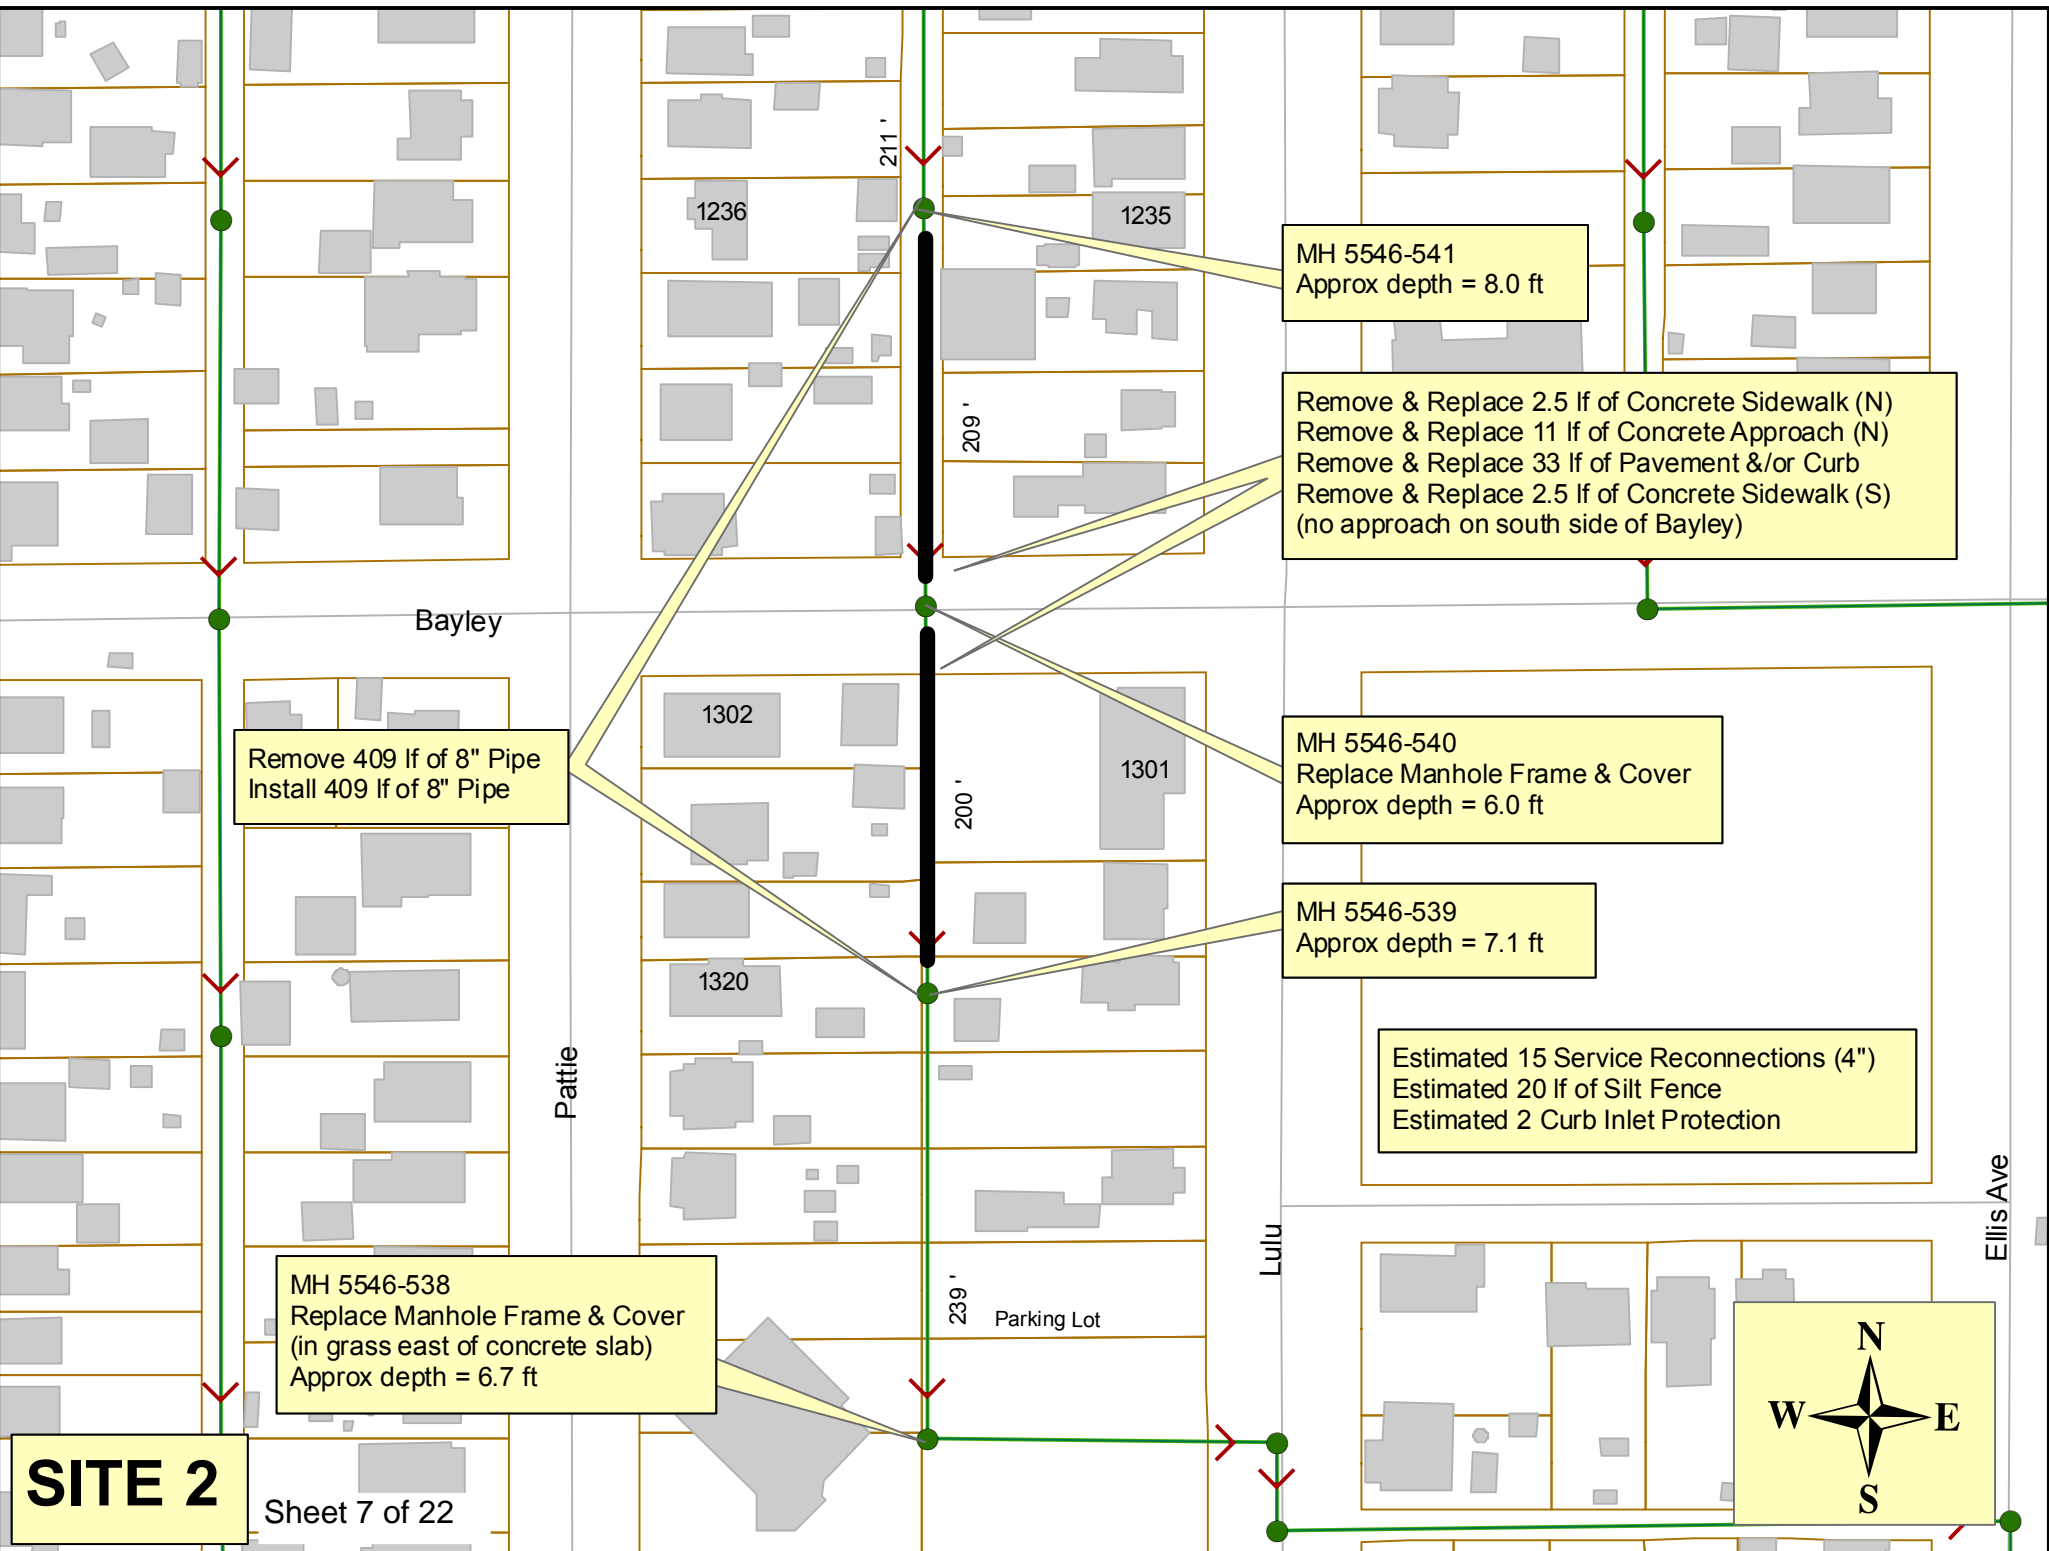 211 '
1236
1235
MH 5546-541
Approx depth = 8.0 ft
209 '
Remove & Replace 2.5 lf of Concrete Sidewalk (N)
Remove & Replace 11 lf of Concrete Approach (N)
Remove & Replace 33 lf of Pavement &/or Curb
Remove & Replace 2.5 lf of Concrete Sidewalk (S)
(no approach on south side of Bayley)
Bayley
1302
Remove 409 lf of 8" Pipe
Install 409 lf of 8" Pipe
1301
MH 5546-540
Replace Manhole Frame & Cover
Approx depth = 6.0 ft
200 '
MH 5546-539
Approx depth = 7.1 ft
1320
Pattie
Estimated 15 Service Reconnections (4")
Estimated 20 lf of Silt Fence
Estimated 2 Curb Inlet Protection
Lulu
Ellis Ave
MH 5546-538
Replace Manhole Frame & Cover
(in grass east of concrete slab)
Approx depth = 6.7 ft
239 '
Parking Lot
N
W
E
S
SITE 2
Sheet 7 of 22